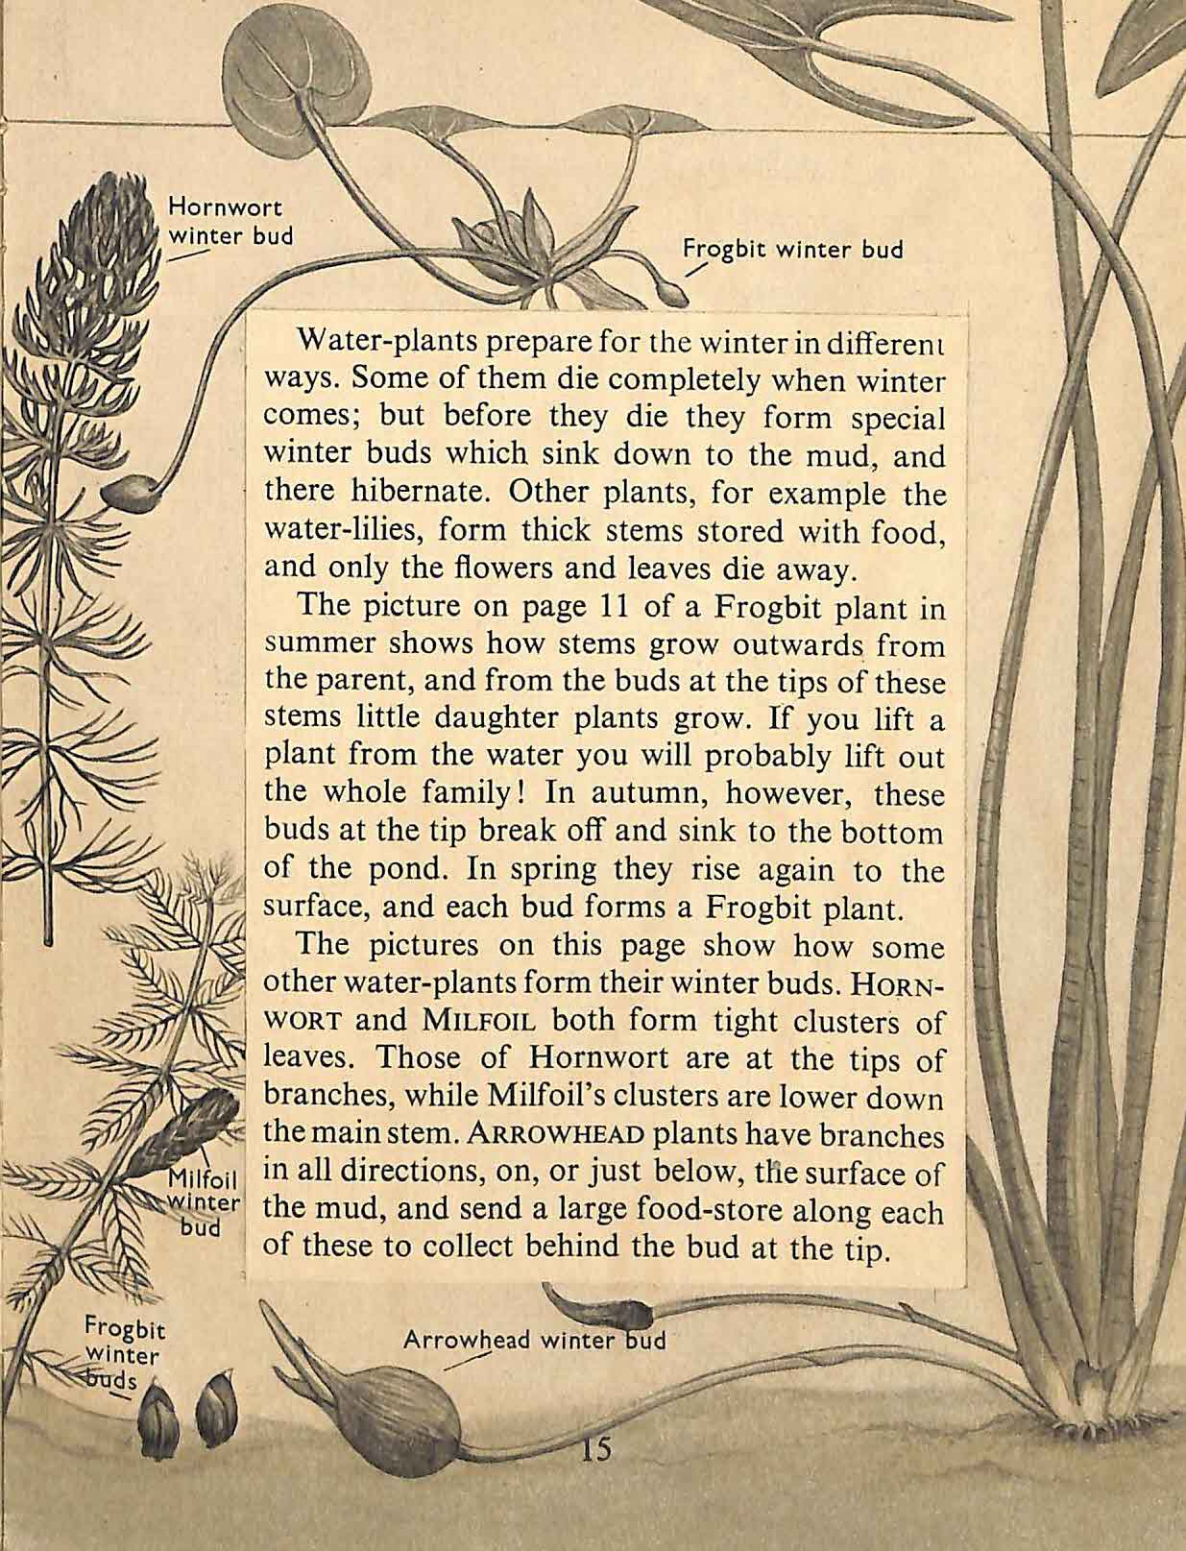 Hornwort
winter bud
Frogbit winter bud
Water-plants prepare for the winter in different
ways. Some of them die completely when winter
comes; but before they die they form special
winter buds which sink down to the mud, and
there hibernate. Other plants, for example the
water-lilies, form thick stems stored with food,
and only the flowers and leaves die away.
The picture on page 11 of a Frogbit plant in
summer shows how stems grow outwards from
the parent, and from the buds at the tips of these
stems little daughter plants grow. If you lift a
plant from the water you will probably lift out
the whole family! In autumn, however, these
buds at the tip break off and sink to the bottom
of the pond. In spring they rise again to the
surface, and each bud forms a Frogbit plant.
The pictures on this page show how some
other water-plants form their winter buds. HORN-
WORT and MILFOIL both form tight clusters of
leaves. Those of Hornwort are at the tips of
branches, while Milfoil's clusters are lower down
the main stem. ARROWHEAD plants have branches
in all directions, on, or just below, the surface of
the mud, and send a large food-store along each
of these to collect behind the bud at the tip.
Milfoil
winter
bud
Frogbit
winter
buds
Arrowhead winter bud
15